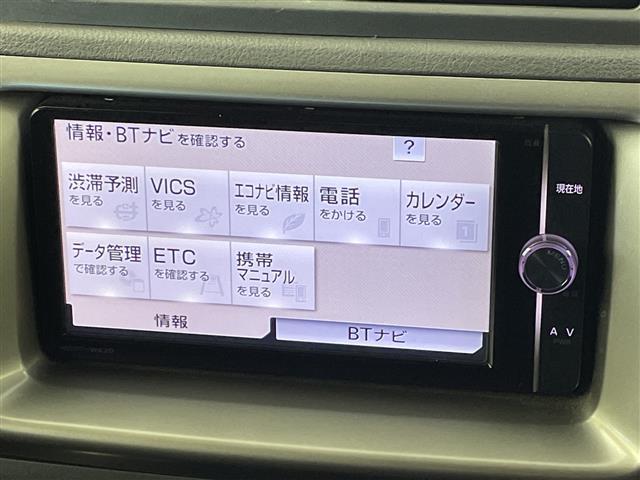 情報・BTナビを確認する
?
渋滞予測
を見る
VICS
を見る
エコナビ情報
を見る
電話
をかける
カレンダー
を見る
データ管理
で確認する
ETC
を確認する
携帯
マニュアル
を見る
情報
BTナビ
現在地
MENU
A V
PWR